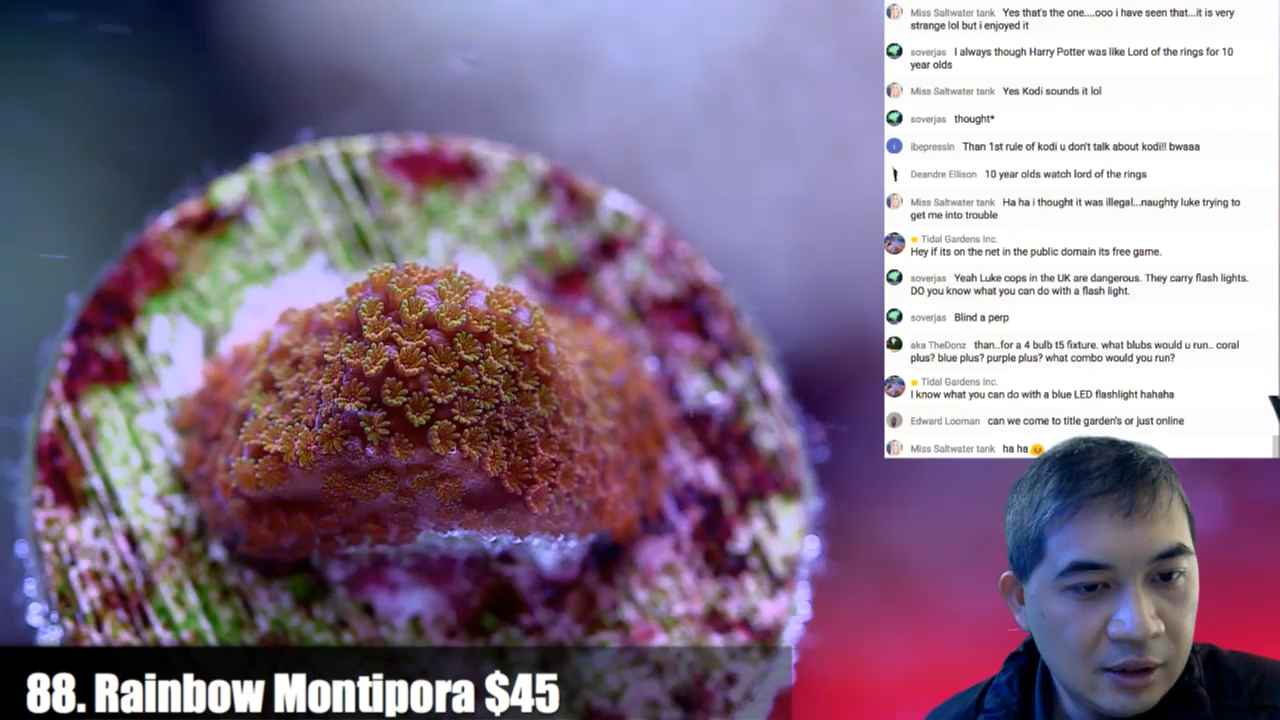 Miss Saltwater tank Yes that's the one....ooo i have seen that...it is very
strange lol but i enjoyed it
soverjas I always though Harry Potter was like Lord of the rings for 10
year olds
Miss Saltwater tank Yes Kodi sounds it lol
soverjas thought*
ibepressin Than 1st rule of kodi u don't talk about kodi!! bwaaa
Deandre Ellison 10 year olds watch lord of the rings
Miss Saltwater tank Ha ha i thought it was illegal...naughty luke trying to
get me into trouble
Tidal Gardens Inc.
Hey if its on the net in the public domain its free game.
soverjas Yeah Luke cops in the UK are dangerous. They carry flash lights.
DO you know what you can do with a flash light.
soverjas Blind a perp
aka TheDonz than..for a 4 bulb t5 fixture. what blubs would u run.. coral
plus? blue plus? purple plus? what combo would you run?
Tidal Gardens Inc.
I know what you can do with a blue LED flashlight hahaha
Edward Looman can we come to title garden's or just online
Miss Saltwater tank ha ha
88. Rainbow Montipora $45